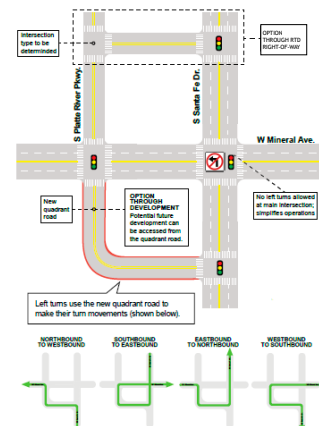 Intersection
type to be
determinded
OPTION
THROUGH RTD
RIGHT-OF-WAY
S Platte River Pkwy.
S Santa Fe Dr.
W Mineral Ave.
New
quadrant
road
OPTION
THROUGH
DEVELOPMENT
Potential future
development can
be accessed from
the quadrant road.
No left turns allowed
at main intersection;
simplifies operations
Left turns use the new quadrant road to
make their turn movements (shown below).
NORTHBOUND
TO WESTBOUND
SOUTHBOUND
TO EASTBOUND
EASTBOUND
TO NORTHBOUND
WESTBOUND
TO SOUTHBOUND